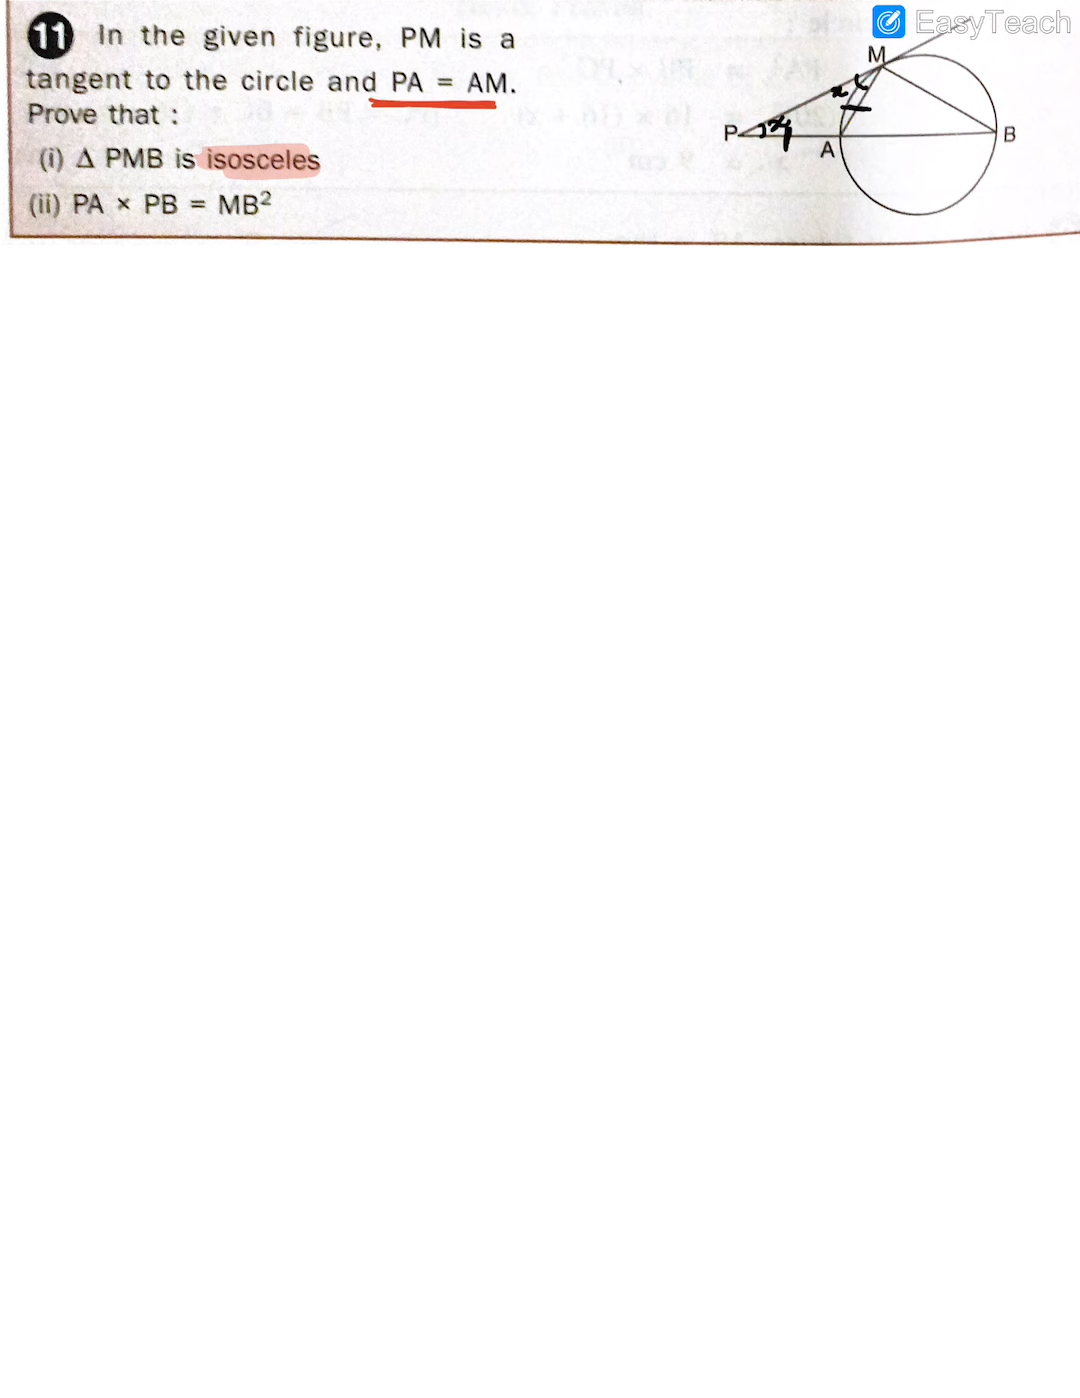 11 In the given figure, PM is a
tangent to the circle and PA = AM.
Prove that :
(i) Δ PMB is isosceles
(ii) PA × PB = MB²
EasyTeach
M
x
P
x
A
B